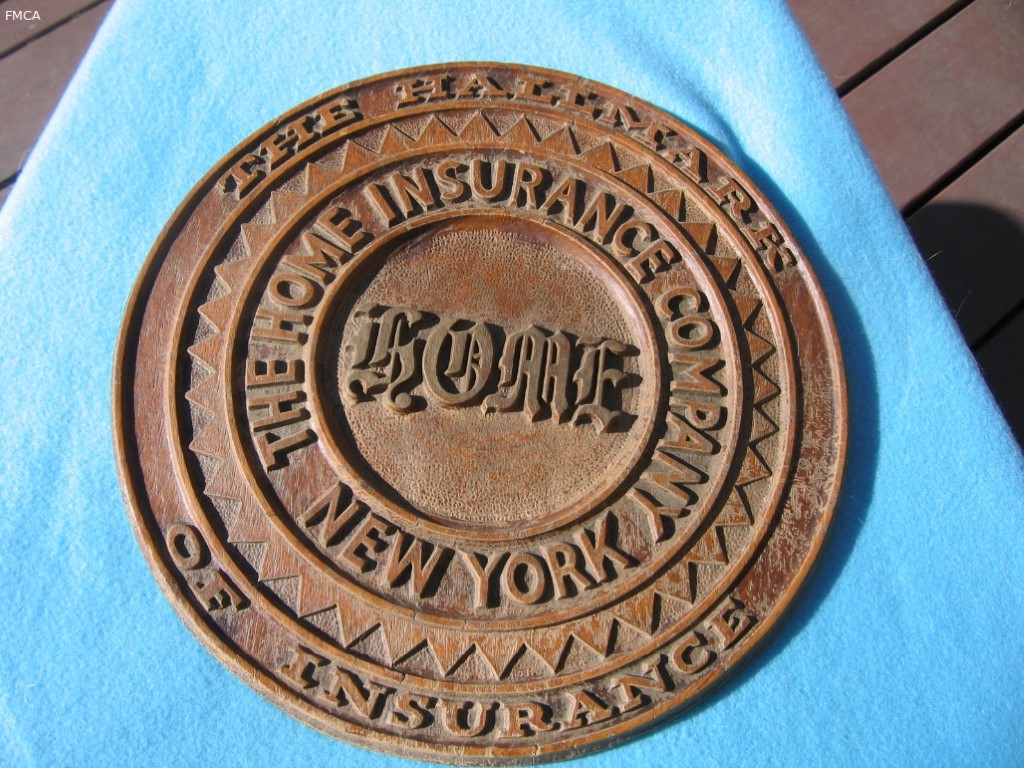 FMCA
THE HALLMARK
OF INSURANCE
THE HOME INSURANCE COMPANY
NEW YORK
HOME